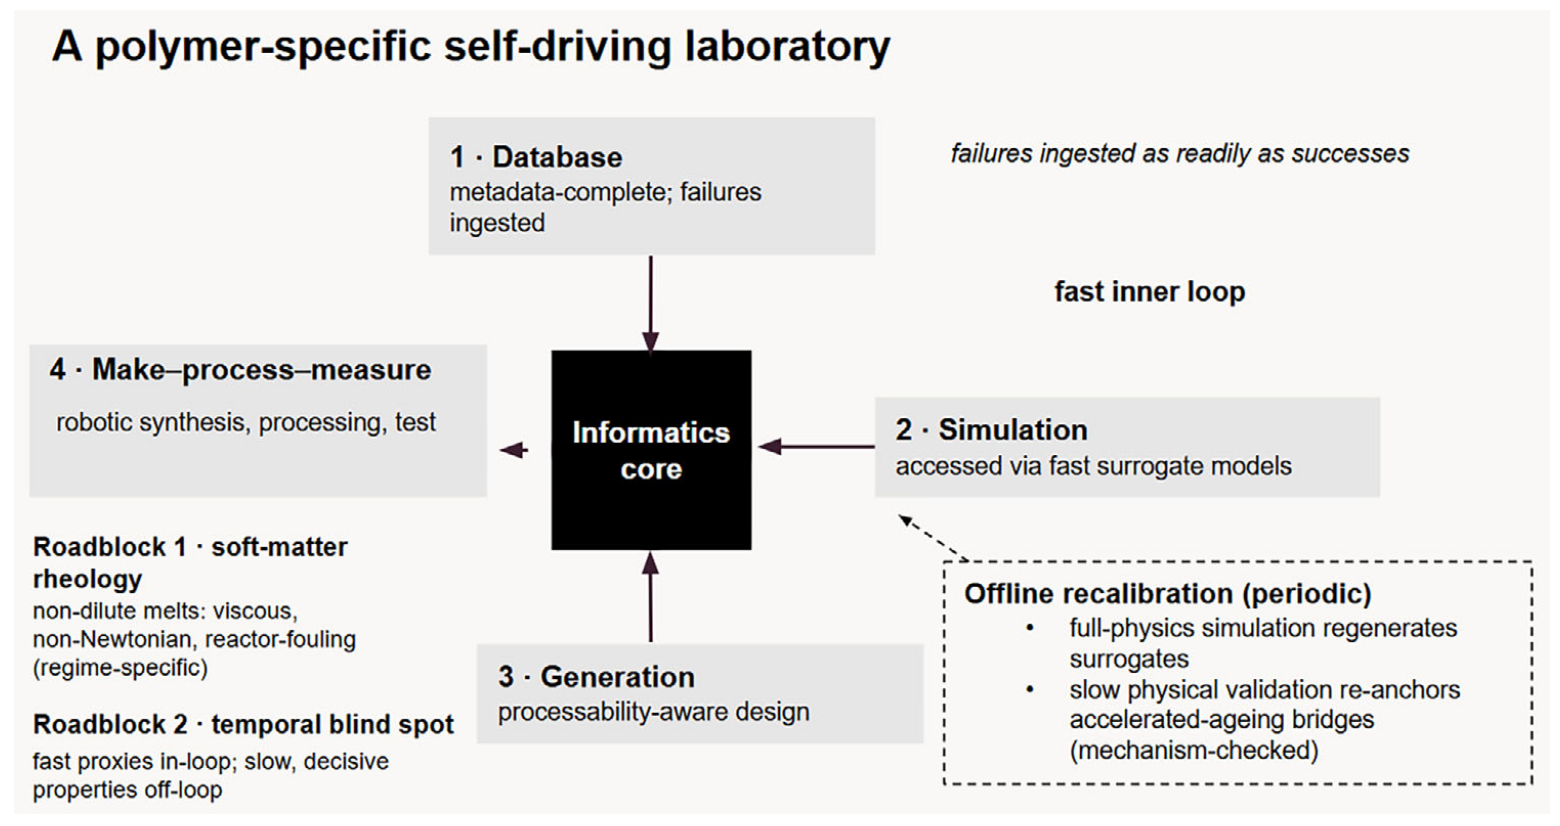 A polymer-specific self-driving laboratory
1 · Database
metadata-complete; failures
ingested
failures ingested as readily as successes
fast inner loop
4 · Make–process–measure
robotic synthesis, processing, test
Informatics
core
2 · Simulation
accessed via fast surrogate models
Roadblock 1 · soft-matter
rheology
non-dilute melts: viscous,
non-Newtonian, reactor-fouling
(regime-specific)
Roadblock 2 · temporal blind spot
fast proxies in-loop; slow, decisive
properties off-loop
3 · Generation
processability-aware design
Offline recalibration (periodic)
• full-physics simulation regenerates
surrogates
• slow physical validation re-anchors
accelerated-ageing bridges
(mechanism-checked)